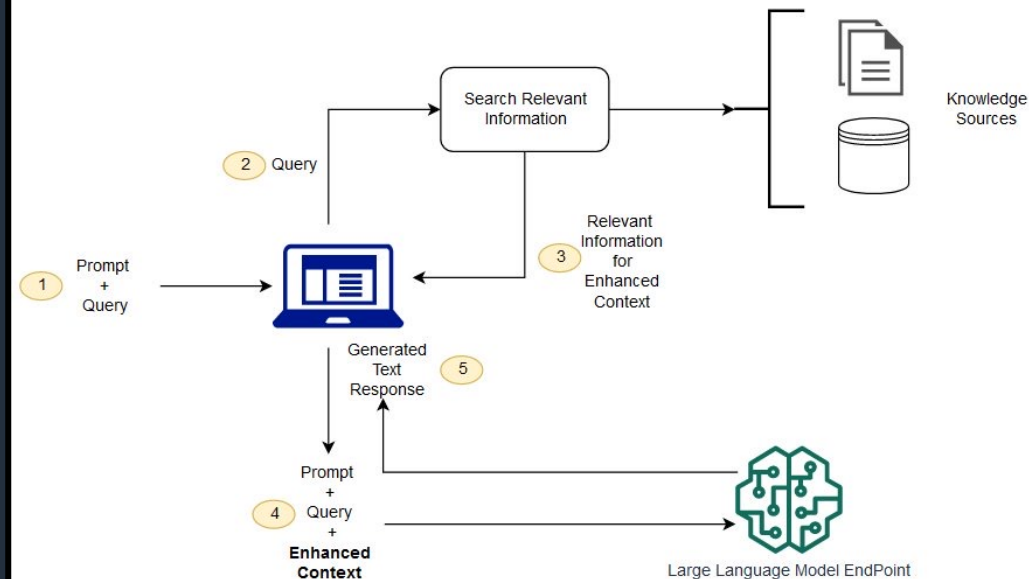 Search Relevant
Information
Knowledge
Sources
2 Query
Relevant
Information
for
Enhanced
Context
3
1
Prompt
+
Query
Generated
Text
Response
5
Prompt
+
Query
+
Enhanced
Context
4
Large Language Model EndPoint